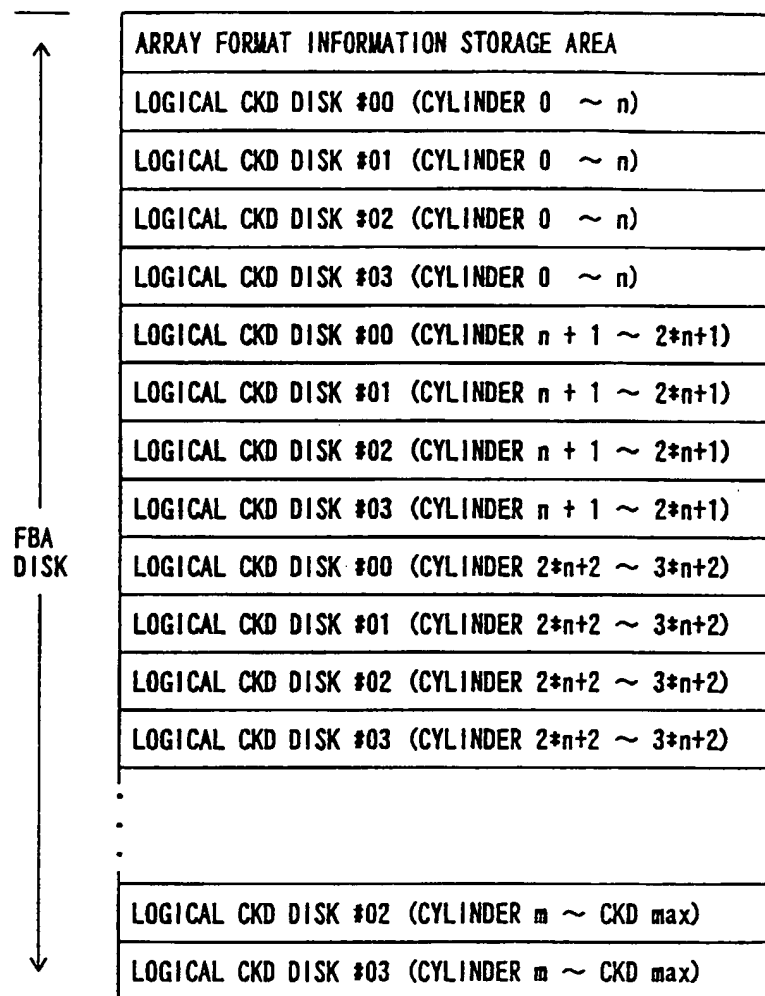 ARRAY FORMAT INFORMATION STORAGE AREA
LOGICAL CKD DISK #00 (CYLINDER 0 ~ n)
LOGICAL CKD DISK #01 (CYLINDER 0 ~ n)
LOGICAL CKD DISK #02 (CYLINDER 0 ~ n)
LOGICAL CKD DISK #03 (CYLINDER 0 ~ n)
LOGICAL CKD DISK #00 (CYLINDER n + 1 ~ 2*n+1)
LOGICAL CKD DISK #01 (CYLINDER n + 1 ~ 2*n+1)
LOGICAL CKD DISK #02 (CYLINDER n + 1 ~ 2*n+1)
LOGICAL CKD DISK #03 (CYLINDER n + 1 ~ 2*n+1)
FBA
DISK
LOGICAL CKD DISK #00 (CYLINDER 2*n+2 ~ 3*n+2)
LOGICAL CKD DISK #01 (CYLINDER 2*n+2 ~ 3*n+2)
LOGICAL CKD DISK #02 (CYLINDER 2*n+2 ~ 3*n+2)
LOGICAL CKD DISK #03 (CYLINDER 2*n+2 ~ 3*n+2)
LOGICAL CKD DISK #02 (CYLINDER m ~ CKD max)
LOGICAL CKD DISK #03 (CYLINDER m ~ CKD max)